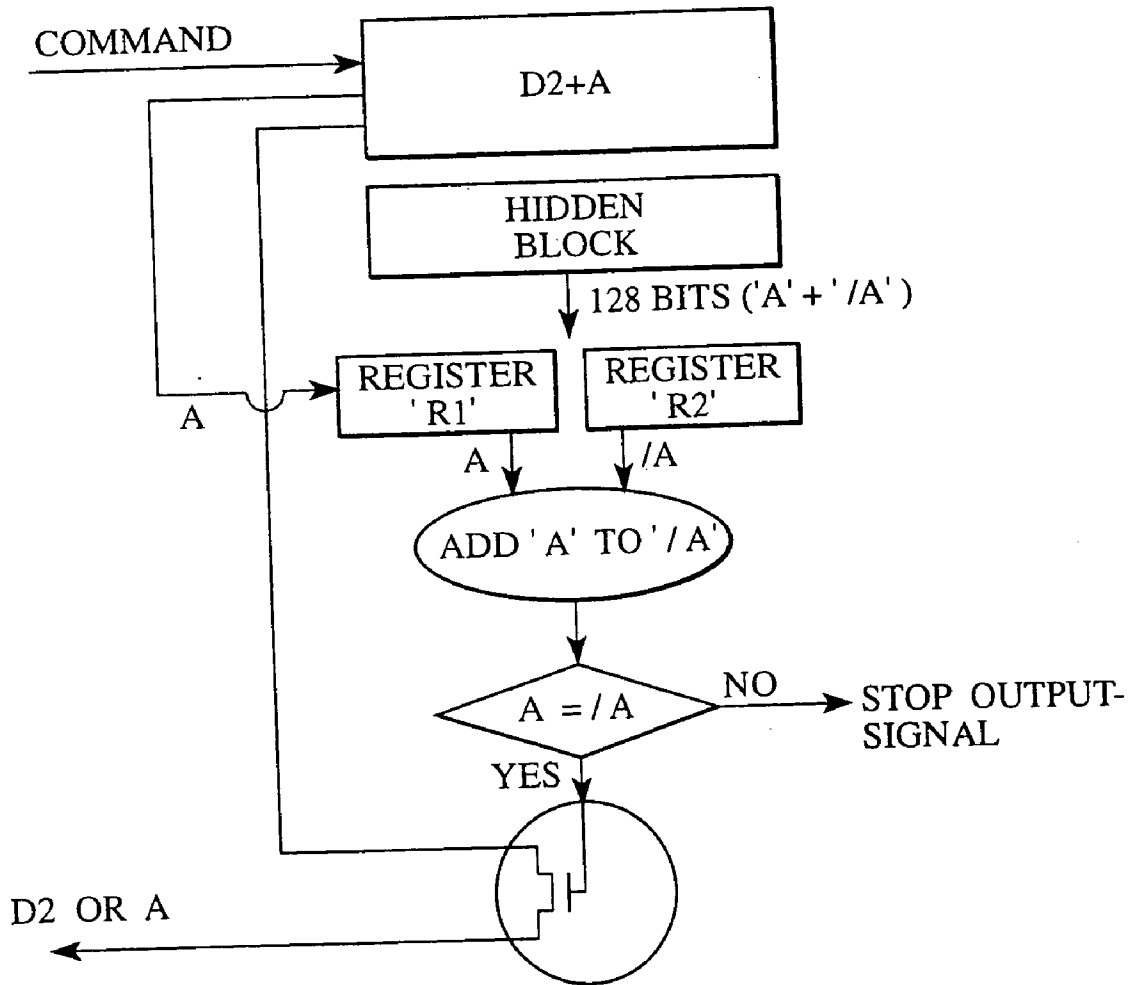 COMMAND
D2+A
HIDDEN
BLOCK
128 BITS ('A' + ' /A' )
REGISTER
' R1'
REGISTER
' R2'
A
A
/A
ADD ' A' TO ' / A'
A = / A
NO
STOP OUTPUT-
SIGNAL
YES
D2 OR A